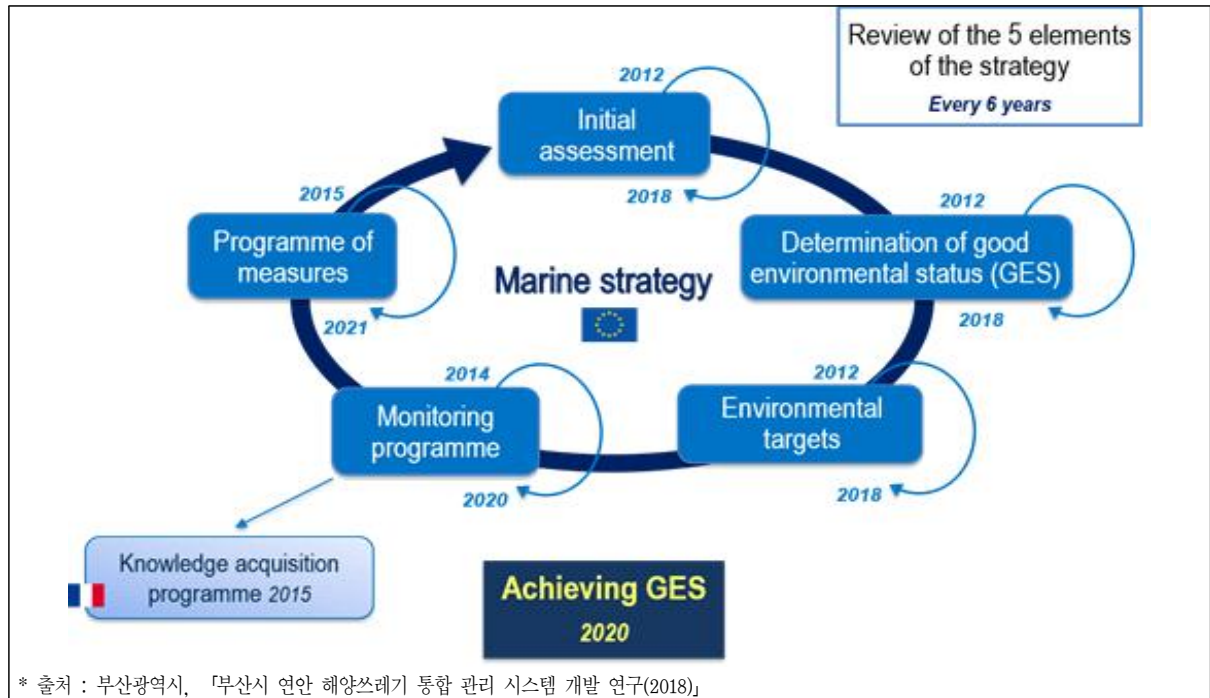 Review of the 5 elements
of the strategy
Every 6 years
2012
Initial
assessment
2018
2012
Determination of good
environmental status (GES)
2018
2012
Environmental
targets
2018
2014
Monitoring
programme
2020
Knowledge acquisition
programme 2015
2015
Programme of
measures
2021
Marine strategy
Achieving GES
2020
* 출처 : 부산광역시, 「부산시 연안 해양쓰레기 통합 관리 시스템 개발 연구(2018)」